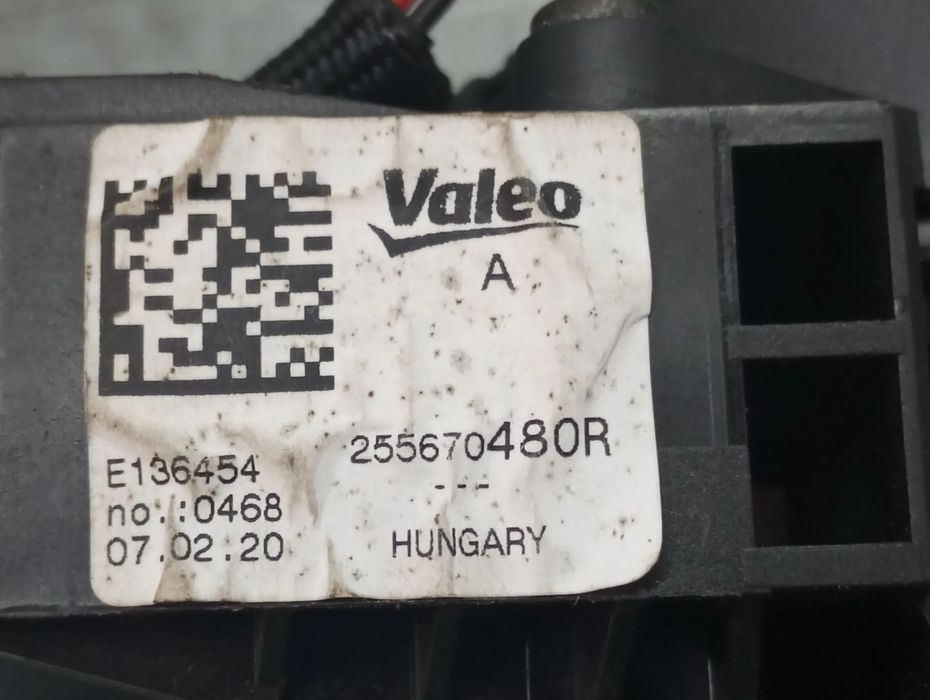 Valeo
A
255670480R
---
HUNGARY
E136454
no.:0468
07.02.20